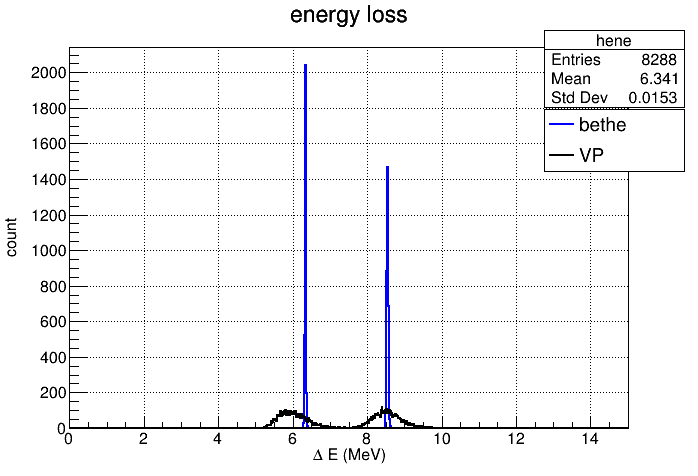 energy loss
hene
Entries 8288
Mean 6.341
Std Dev 0.0153
bethe
VP
count
2000
1800
1600
1400
1200
1000
800
600
400
200
0
0 2 4 6 8 10 12 14
Δ E (MeV)